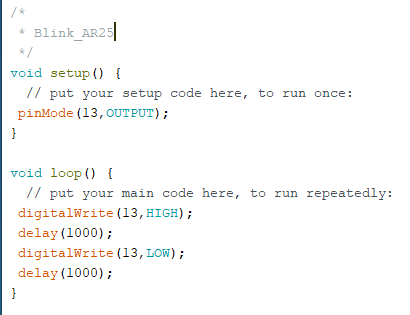 /*
 * Blink_AR25
 */
void setup() {
  // put your setup code here, to run once:
 pinMode(13,OUTPUT);
}

void loop() {
  // put your main code here, to run repeatedly:
 digitalWrite(13,HIGH);
 delay(1000);
 digitalWrite(13,LOW);
 delay(1000);
}